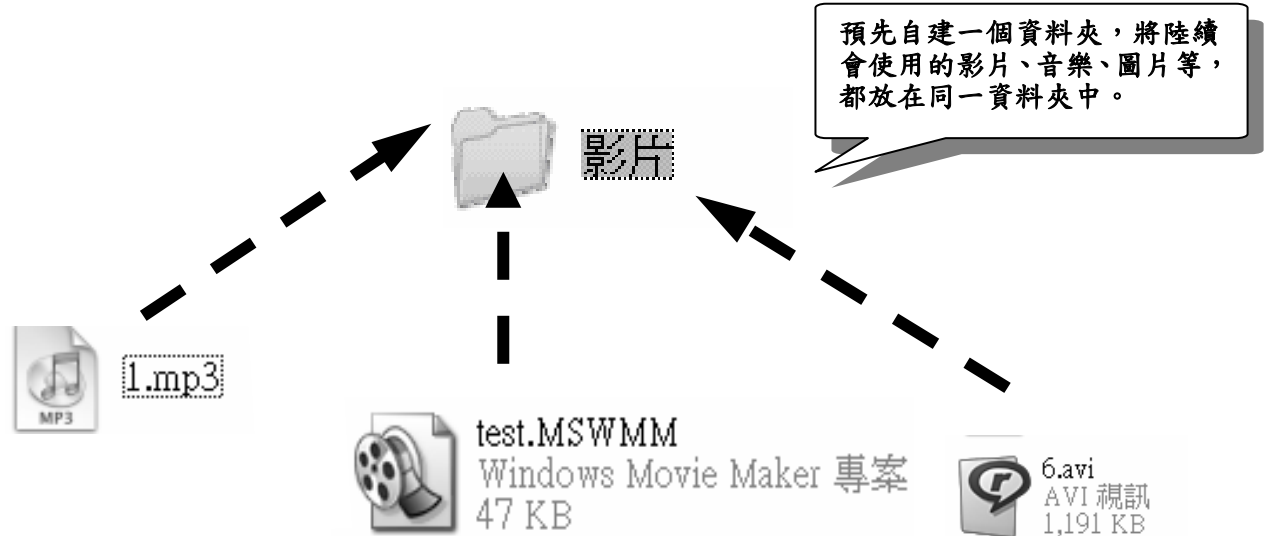 預先自建一個資料夾，將陸續
會使用的影片、音樂、圖片等，
都放在同一資料夾中。
影片
1.mp3
MP3
test.MSWMM
Windows Movie Maker 專案
47 KB
6.avi
AVI 視訊
1,191 KB